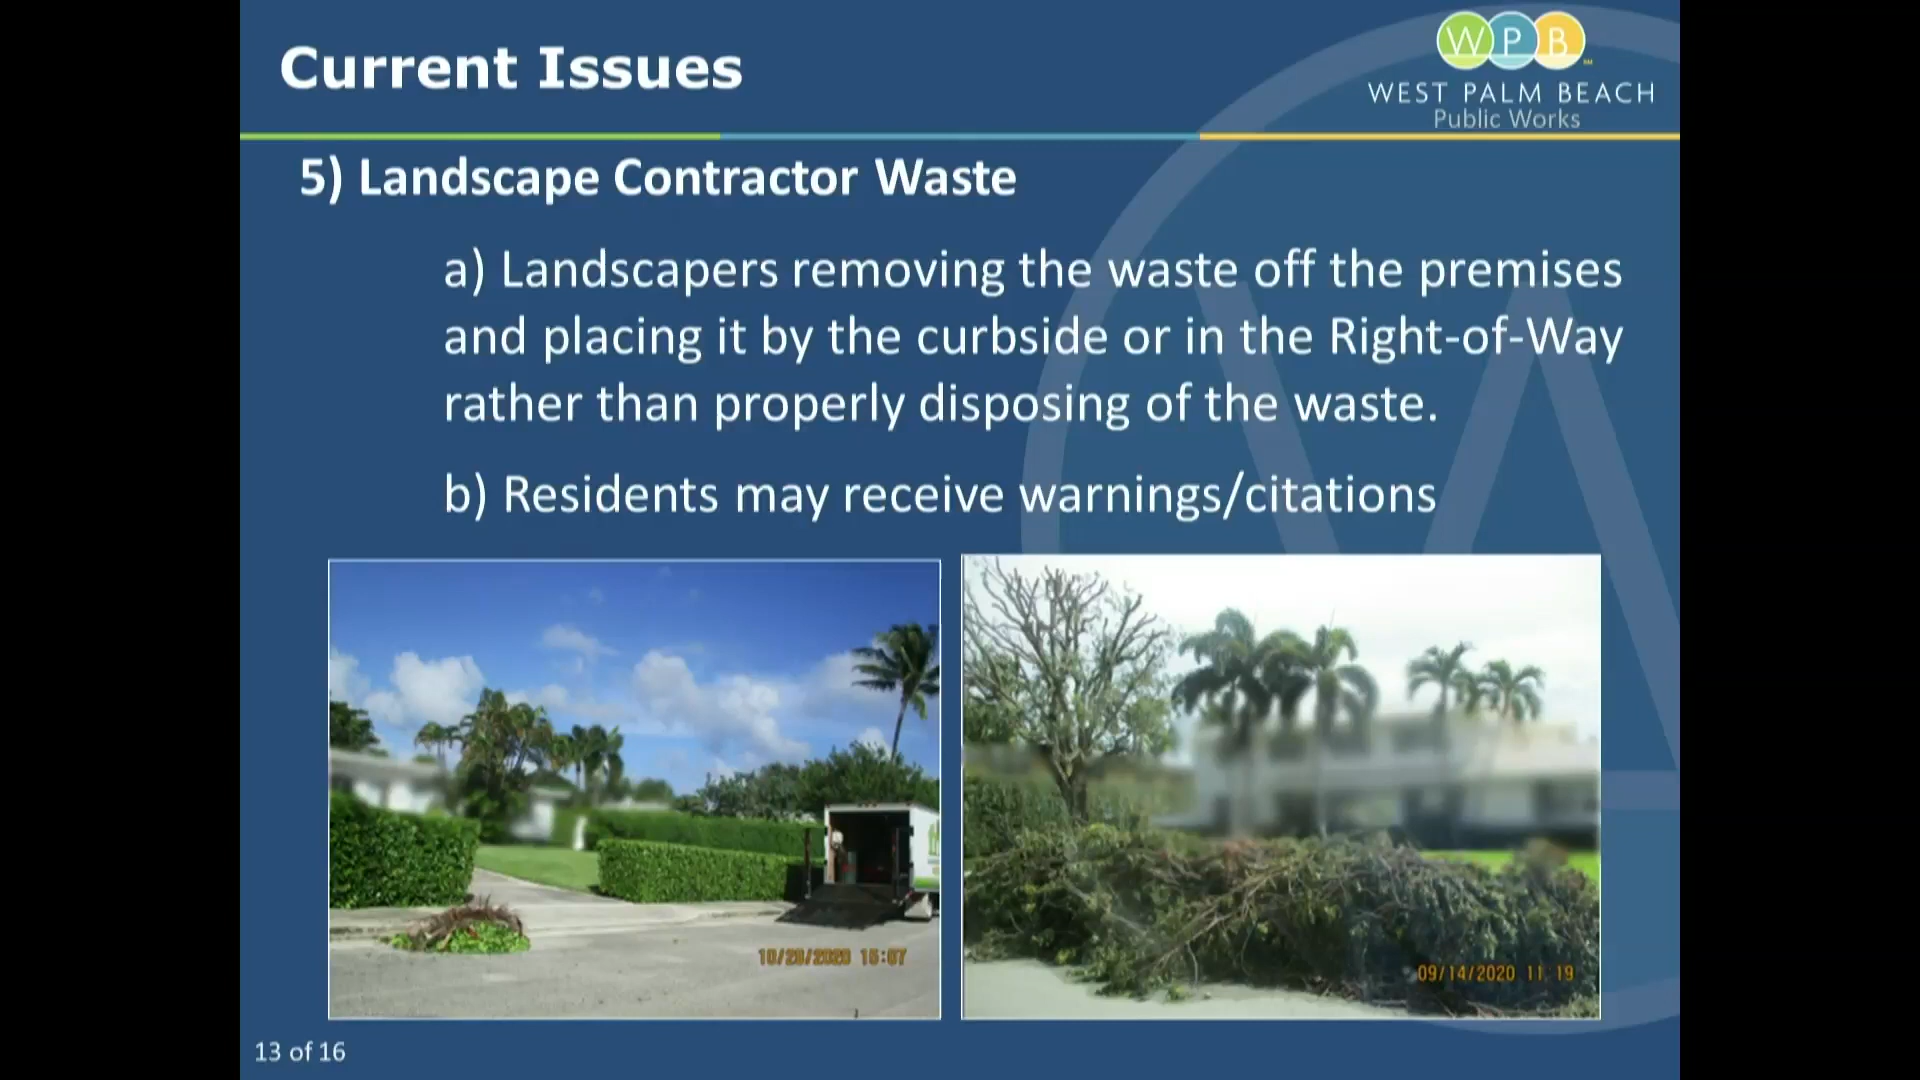 Current Issues
WPB
WEST PALM BEACH
Public Works
5) Landscape Contractor Waste
a) Landscapers removing the waste off the premises
and placing it by the curbside or in the Right-of-Way
rather than properly disposing of the waste.
b) Residents may receive warnings/citations
09/14/2020 11 19
13 of 16